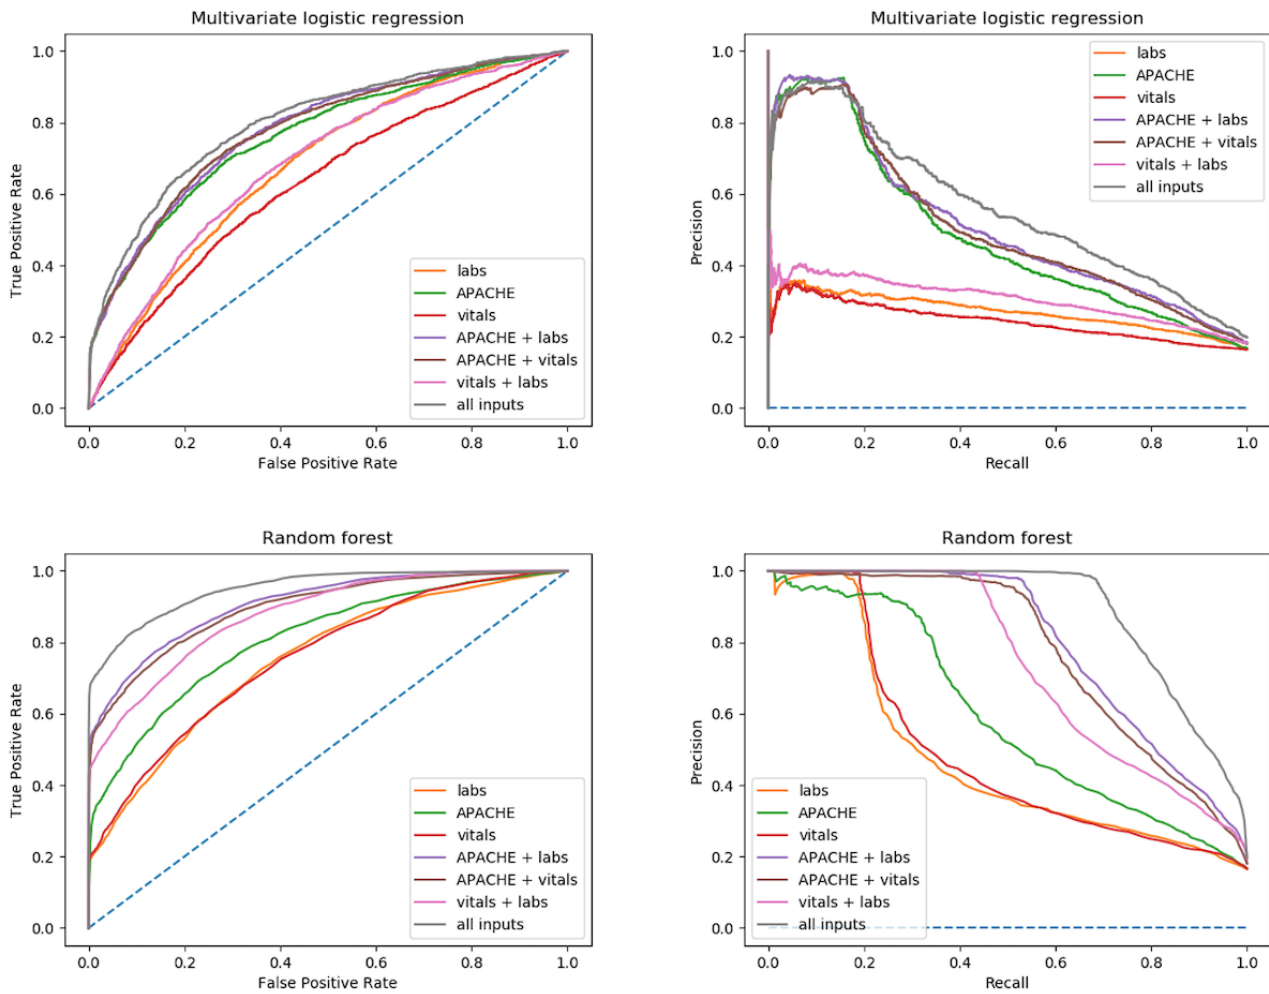 Multivariate logistic regression
1.0
0.8
0.6
0.4
0.2
0.0
True Positive Rate
labs
APACHE
vitals
APACHE + labs
APACHE + vitals
vitals + labs
all inputs
0.0 0.2 0.4 0.6 0.8 1.0
False Positive Rate
Multivariate logistic regression
1.0
0.8
0.6
0.4
0.2
0.0
Precision
labs
APACHE
vitals
APACHE + labs
APACHE + vitals
vitals + labs
all inputs
0.0 0.2 0.4 0.6 0.8 1.0
Recall
Random forest
1.0
0.8
0.6
0.4
0.2
0.0
True Positive Rate
labs
APACHE
vitals
APACHE + labs
APACHE + vitals
vitals + labs
all inputs
0.0 0.2 0.4 0.6 0.8 1.0
False Positive Rate
Random forest
1.0
0.8
0.6
0.4
0.2
0.0
Precision
labs
APACHE
vitals
APACHE + labs
APACHE + vitals
vitals + labs
all inputs
0.0 0.2 0.4 0.6 0.8 1.0
Recall